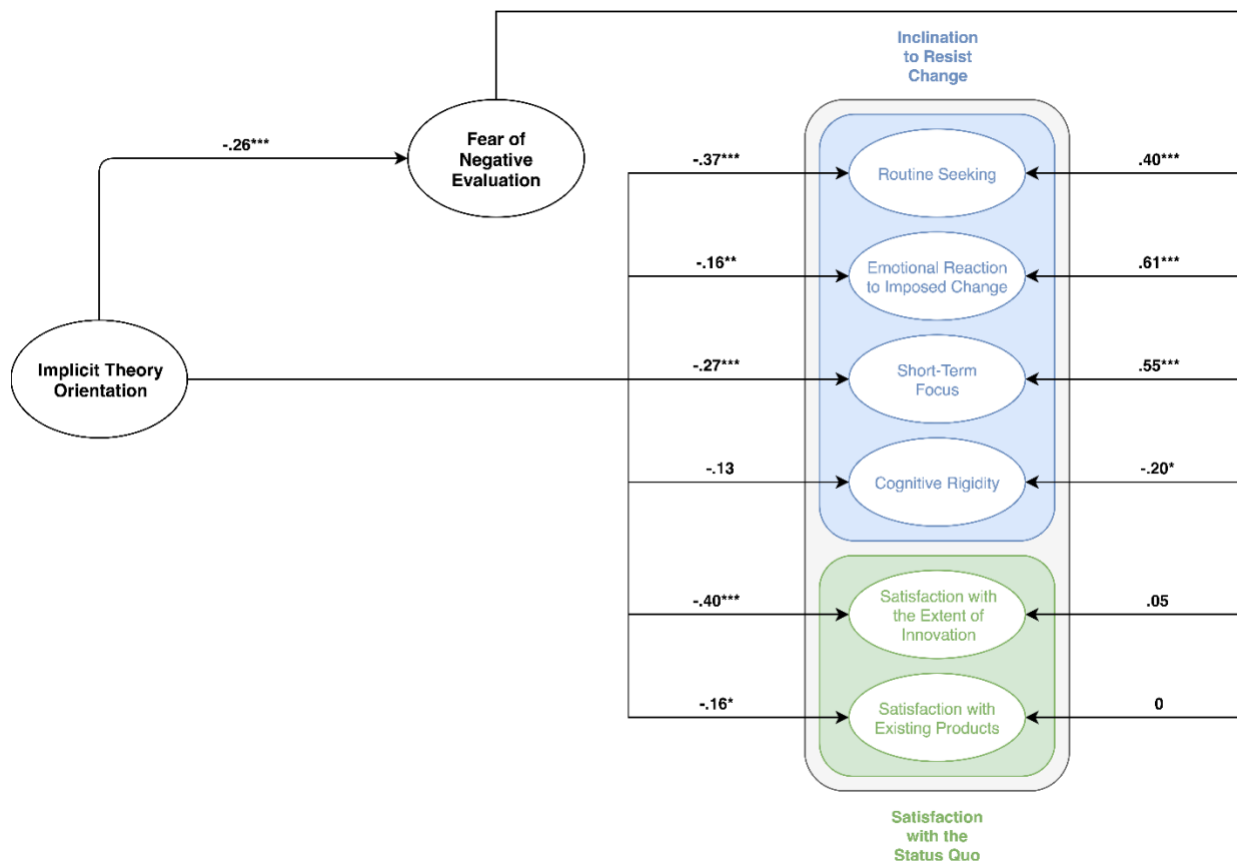 Inclination
to Resist
Change
-.26***
Fear of
Negative
Evaluation
-.37***
Routine Seeking
.40***
-.16**
Emotional Reaction
to Imposed Change
.61***
Implicit Theory
Orientation
-.27***
Short-Term
Focus
.55***
-.13
Cognitive Rigidity
-.20*
-.40***
Satisfaction with
the Extent of
Innovation
.05
-.16*
Satisfaction with
Existing Products
0
Satisfaction
with the
Status Quo